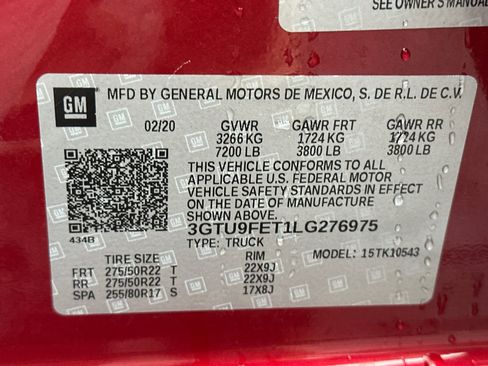 SEE OWNER'S MANUAL
GM
MFD BY GENERAL MOTORS DE MEXICO, S. DE R.L. DE C.V.
02/20 GVWR GAWR FRT GAWR RR
3266 KG 1724 KG 1724 KG
7200 LB 3800 LB 3800 LB
THIS VEHICLE CONFORMS TO ALL
APPLICABLE U.S. FEDERAL MOTOR
VEHICLE SAFETY STANDARDS IN EFFECT
ON THE DATE OF MANUFACTURE
SHOWN ABOVE.
434B 3GTU9FET1LG276975
TYPE: TRUCK MODEL: 15TK10543
TIRE SIZE RIM
FRT 275/50R22 T 22X9J
RR 275/50R22 T 22X9J
SPA 255/80R17 S 17X8J